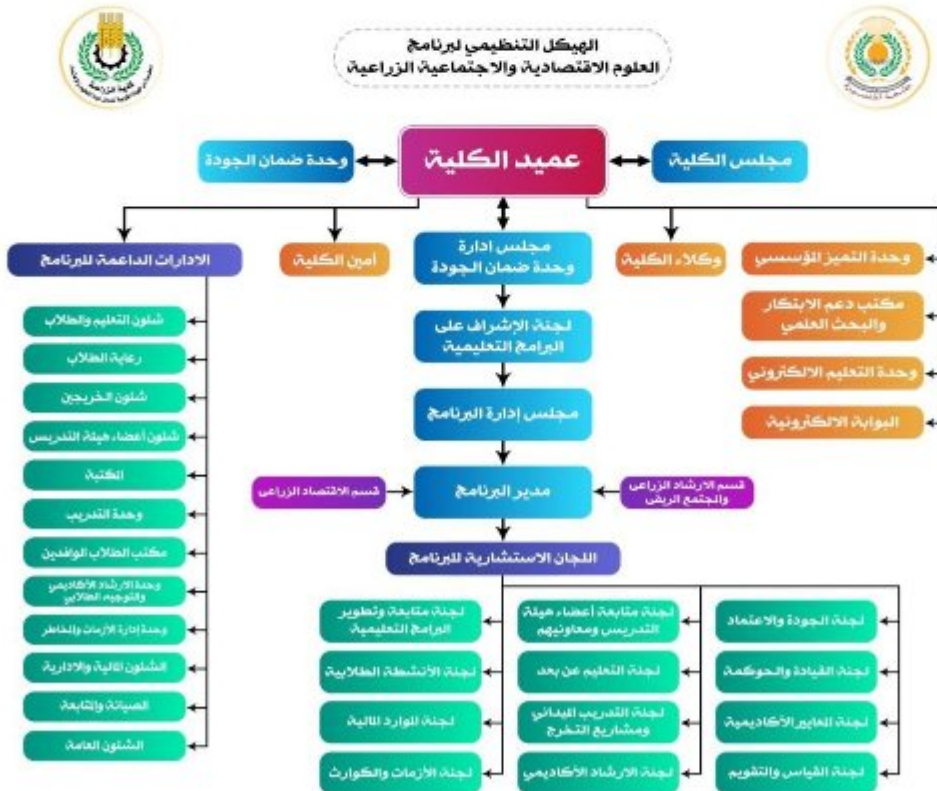 الهيكل التنظيمي لبرنامج
العلوم الاقتصادية والاجتماعية الزراعية
مجلس الكلية
عميد الكلية
وحدة ضمان الجودة
وحدة التميز المؤسسي
مكتب دعم الابتكار
والبحث العلمي
وحدة التعليم الالكتروني
البوابة الالكترونية
وكلاء الكلية
مجلس ادارة
وحدة ضمان الجودة
أمين الكلية
الادارات الداعمة للبرنامج
لجنة الإشراف على
البرامج التعليمية
مجلس إدارة البرنامج
قسم الارشاد الزراعى
والمجتمع الريفى
مدير البرنامج
قسم الاقتصاد الزراعى
اللجان الاستشارية للبرنامج
لجنة الجودة والاعتماد
لجنة القيادة والحوكمة
لجنة المعايير الأكاديمية
لجنة القياس والتقويم
لجنة متابعة أعضاء هيئة
التدريس ومعاونيهم
لجنة التعليم عن بعد
لجنة التدريب الميداني
ومشاريع التخرج
لجنة الارشاد الأكاديمي
لجنة متابعة وتطوير
البرامج التعليمية
لجنة الأنشطة الطلابية
لجنة الموارد المالية
لجنة الأزمات والكوارث
شئون التعليم والطلاب
رعاية الطلاب
شئون الخريجين
شئون أعضاء هيئة التدريس
المكتبة
وحدة التدريب
مكتب الطلاب الوافدين
وحدة الارشاد الأكاديمي
والتوجيه الطلابي
وحدة إدارة الأزمات والمخاطر
الشئون المالية والادارية
الصيانة والمتابعة
الشئون العامة
كلية الزراعة